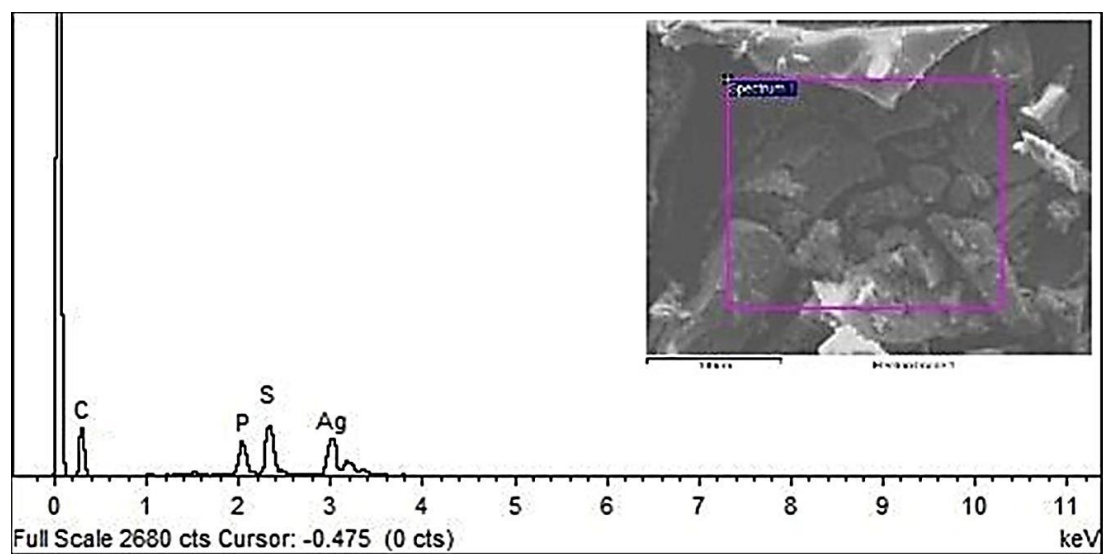 Spectrum 1
C
P
S
Ag
0 1 2 3 4 5 6 7 8 9 10 11
Full Scale 2680 cts Cursor: -0.475 (0 cts)
keV